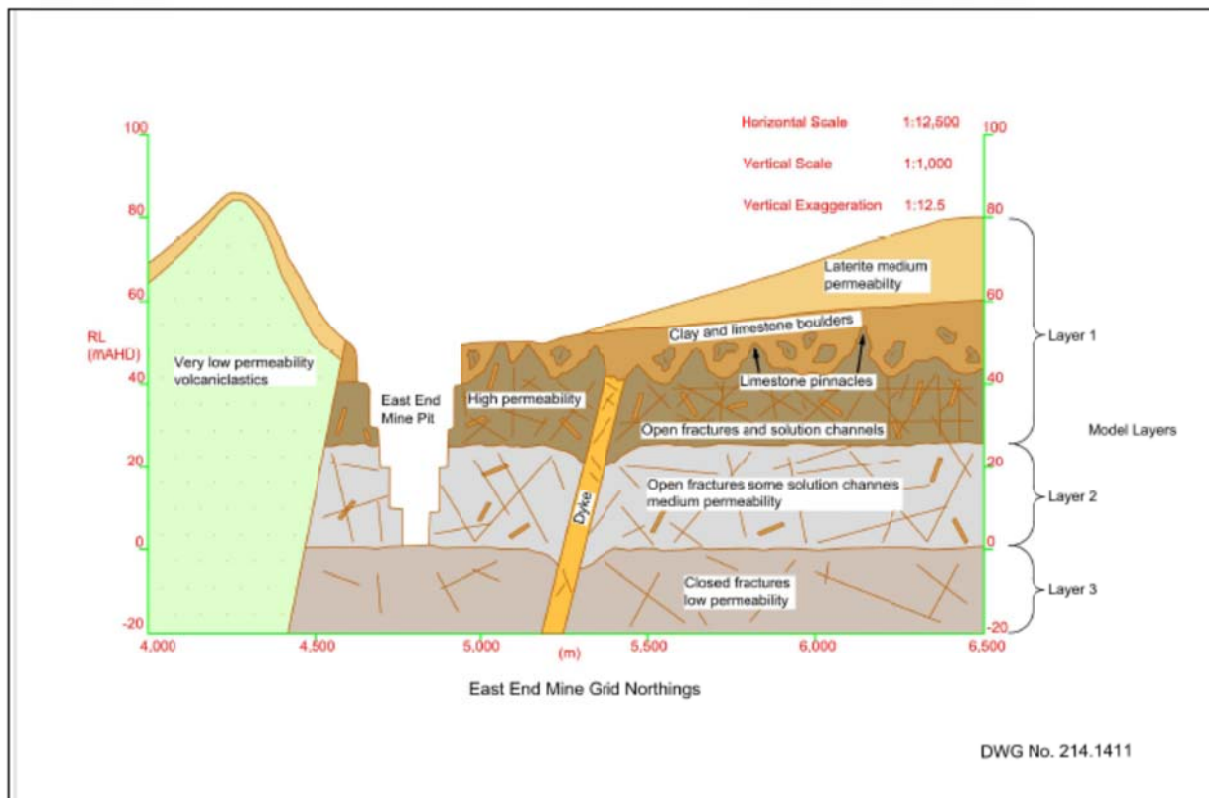 Horizontal Scale 1:12,500
Vertical Scale 1:1,000
Vertical Exaggeration 1:12.5
100
80
60
40
20
0
-20
RL
(mAHD)
100
80
60
40
20
0
-20
Laterite medium
permeabilty
Clay and limestone boulders
Limestone pinnacles
Very low permeability
volcaniclastics
East End
Mine Pit
High permeability
Open fractures and solution channels
Open fractures some solution channels
medium permeability
Dyke
Closed fractures
low permeability
Layer 1
Model Layers
Layer 2
Layer 3
4,000 4,500 5,000 5,500 6,000 6,500
(m)
East End Mine Grid Northings
DWG No. 214.1411